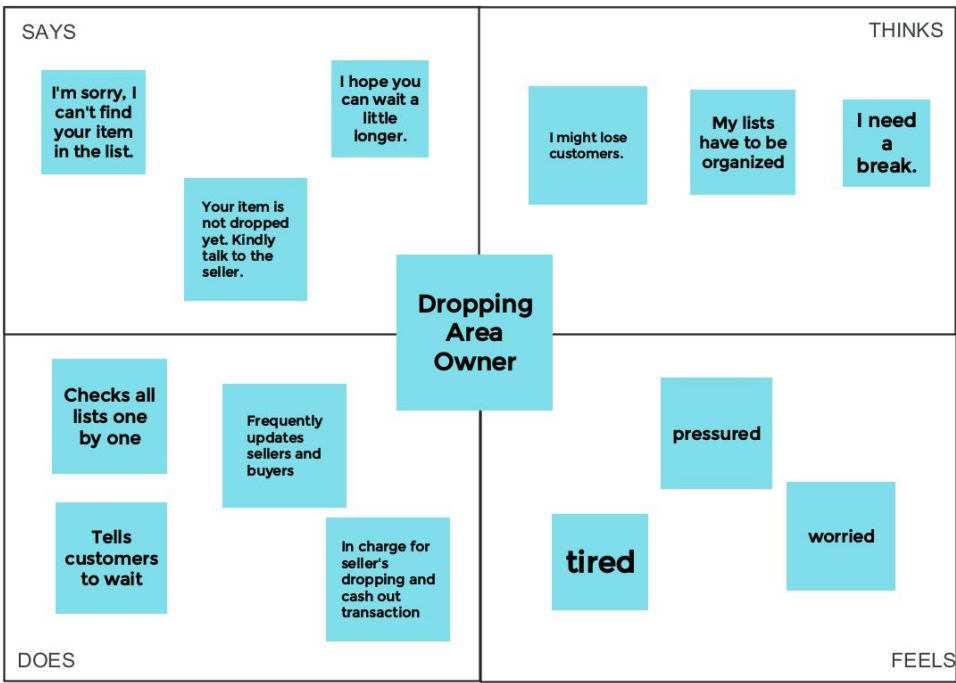 SAYS
I'm sorry, I
can't find
your item
in the list.
I hope you
can wait a
little
longer.
Your item is
not dropped
yet. Kindly
talk to the
seller.
THINKS
I might lose
customers.
My lists
have to be
organized
I need
a
break.
Dropping
Area
Owner
Checks all
lists one
by one
Frequently
updates
sellers and
buyers
Tells
customers
to wait
In charge for
seller's
dropping and
cash out
transaction
DOES
pressured
tired
worried
FEELS